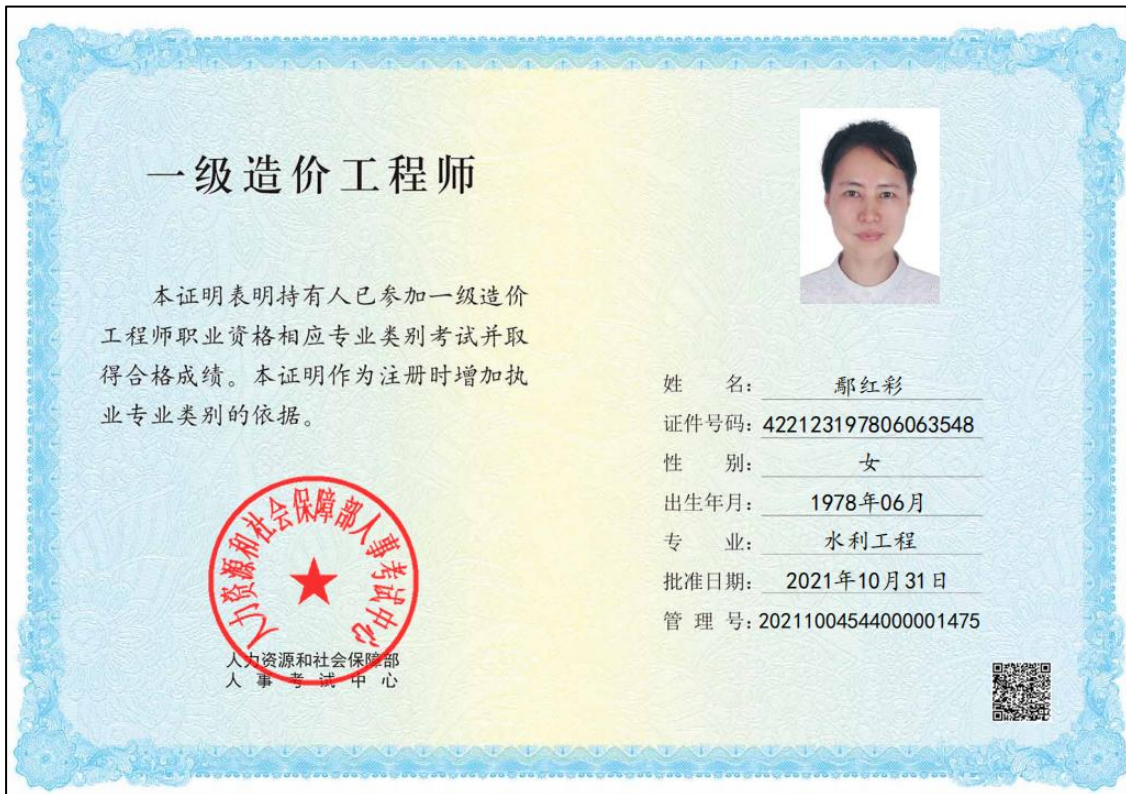 一级造价工程师
本证明表明持有人已参加一级造价
工程师职业资格相应专业类别考试并取
得合格成绩。本证明作为注册时增加执
业专业类别的依据。
人力资源和社会保障部人事考试中心
人力资源和社会保障部
人事考试中心
姓 名: 鄢红彩
证件号码: 422123197806063548
性 别: 女
出生年月: 1978年06月
专 业: 水利工程
批准日期: 2021年10月31日
管 理 号: 20211004544000001475